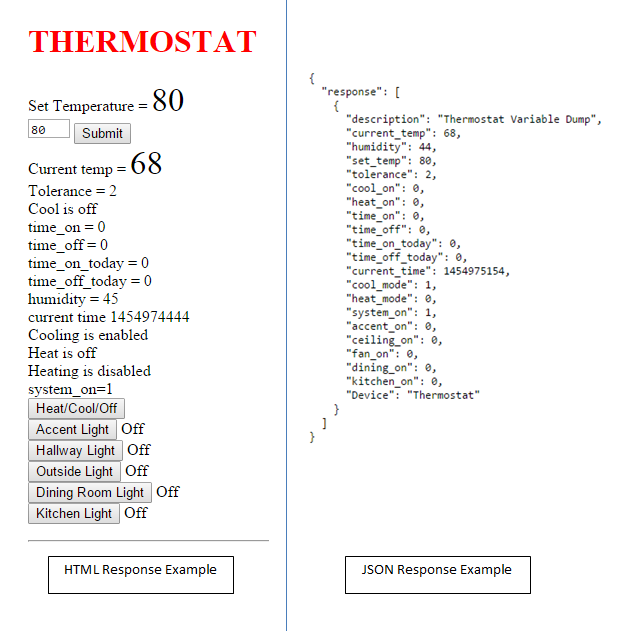 THERMOSTAT
Set Temperature = 80
80 Submit
Current temp = 68
Tolerance = 2
Cool is off
time_on = 0
time_off = 0
time_on_today = 0
time_off_today = 0
humidity = 45
current time 1454974444
Cooling is enabled
Heat is off
Heating is disabled
system_on=1
Heat/Cool/Off
Accent Light Off
Hallway Light Off
Outside Light Off
Dining Room Light Off
Kitchen Light Off
HTML Response Example
{
"response": [
{
"description": "Thermostat Variable Dump",
"current_temp": 68,
"humidity": 44,
"set_temp": 80,
"tolerance": 2,
"cool_on": 0,
"heat_on": 0,
"time_on": 0,
"time_off": 0,
"time_on_today": 0,
"time_off_today": 0,
"current_time": 1454975154,
"cool_mode": 1,
"heat_mode": 0,
"system_on": 1,
"accent_on": 0,
"ceiling_on": 0,
"fan_on": 0,
"dining_on": 0,
"kitchen_on": 0,
"Device": "Thermostat"
}
]
}
JSON Response Example